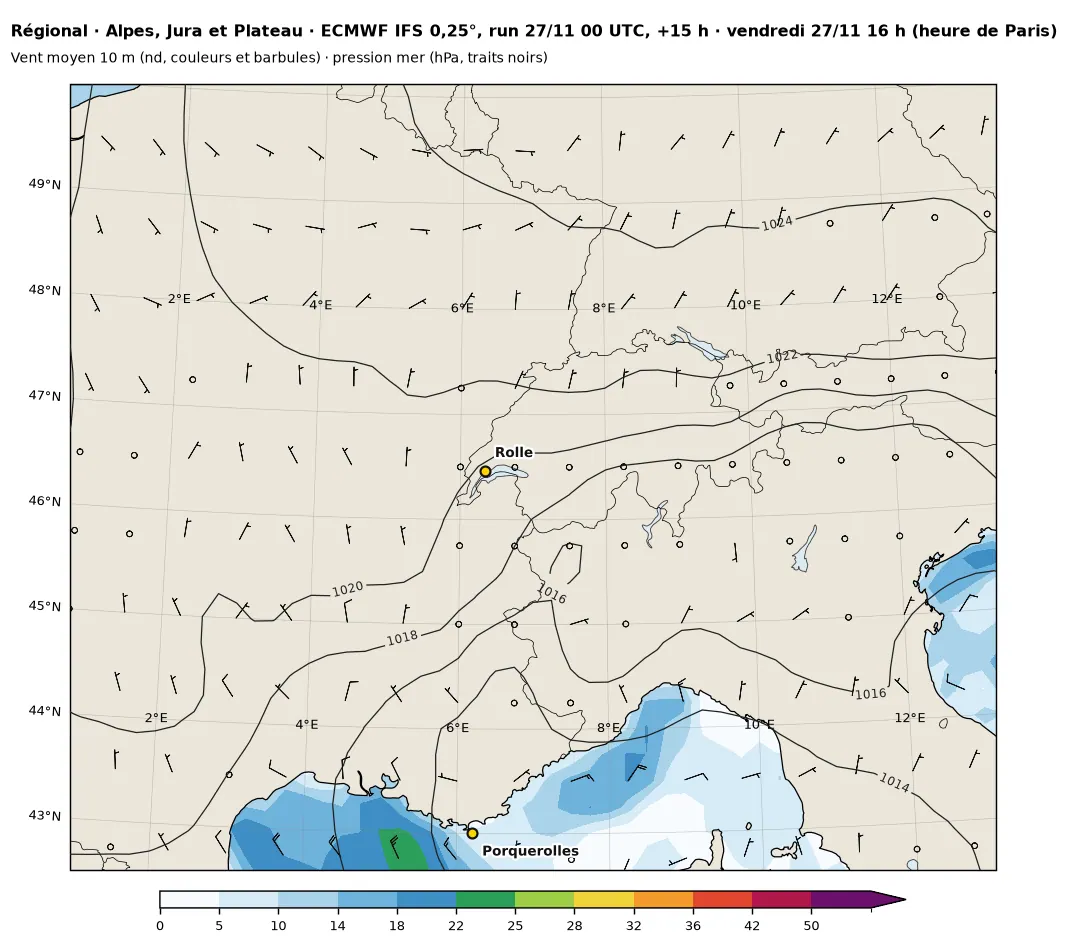 Régional · Alpes, Jura et Plateau · ECMWF IFS 0,25°, run 27/11 00 UTC, +15 h · vendredi 27/11 16 h (heure de Paris)
Vent moyen 10 m (nd, couleurs et barbules) · pression mer (hPa, traits noirs)
49°N
1024
48°N
2°E 4°E 6°E 8°E 10°E 12°E
1022
47°N
Rolle
46°N
1020
1016
45°N
1018
1016
44°N
2°E 4°E 6°E 8°E 10°E 12°E
1014
43°N
Porquerolles
0 5 10 14 18 22 25 28 32 36 42 50